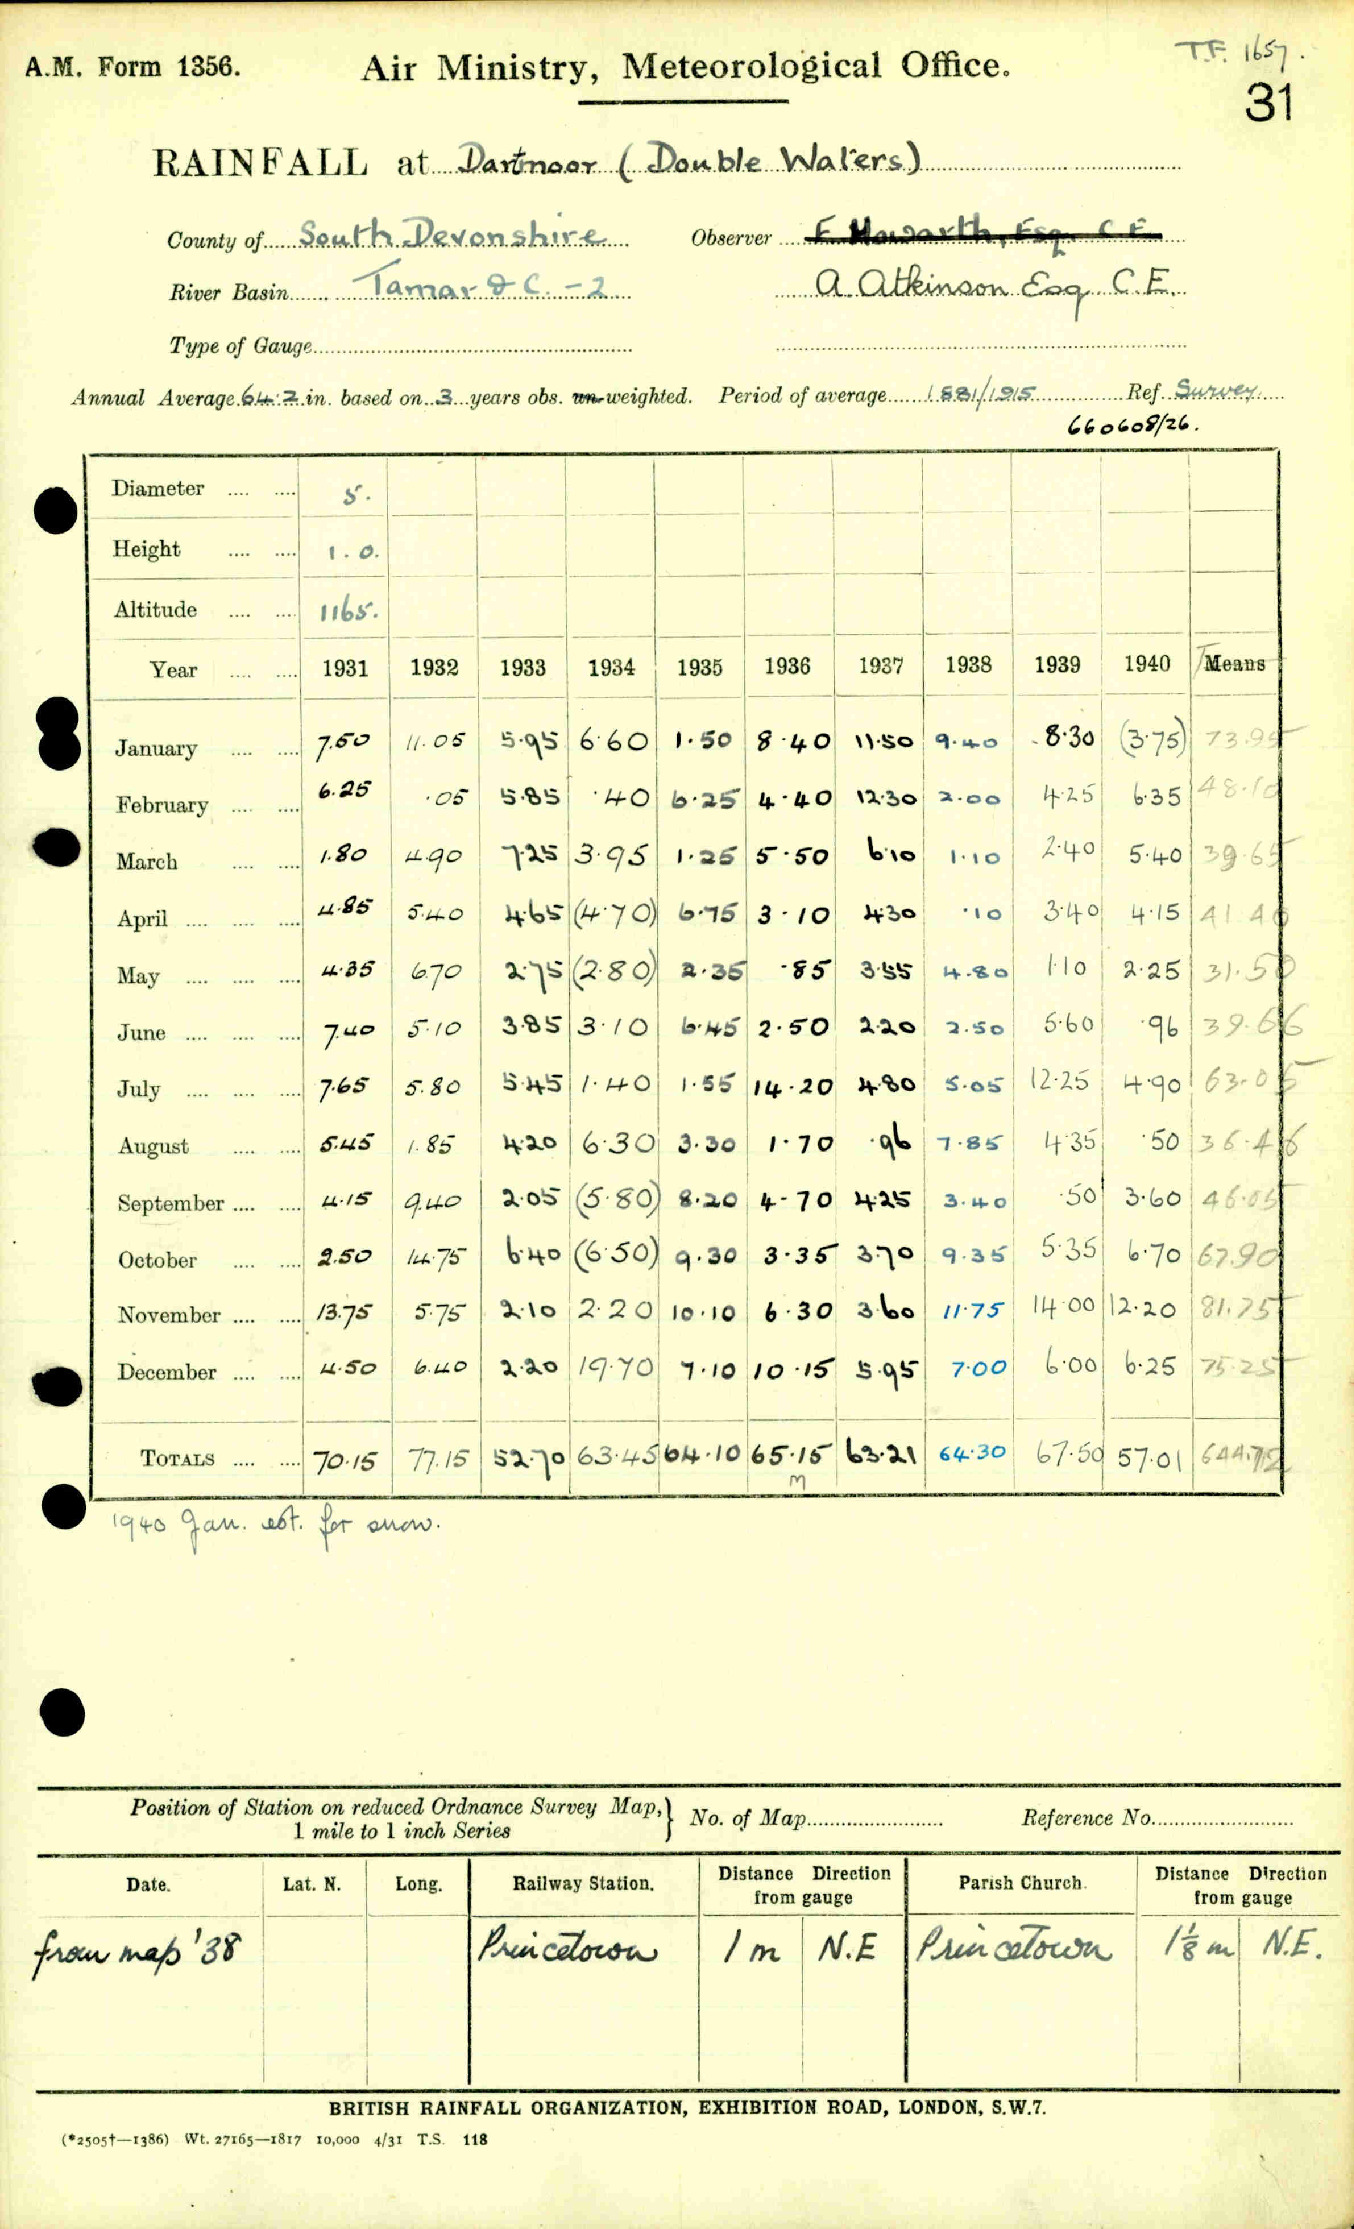 T.F. 1657.
A.M. Form 1356. Air Ministry, Meteorological Office.
31
RAINFALL at Dartmoor (Double Waters)
County of South Devonshire Observer E Howarth, Esq. C.E.
River Basin Tamar & C. - 2 A. Atkinson Esq C.E.
Type of Gauge
Annual Average 64.2 in. based on 3 years obs. un-weighted. Period of average 1881/1915 Ref. Survey
660608/26.
Diameter 5.
Height 1.0.
Altitude 1165.
Year 1931 1932 1933 1934 1935 1936 1937 1938 1939 1940 Means
January 7.50 11.05 5.95 6.60 1.50 8.40 11.50 9.40 8.30 (3.75) 73.95
February 6.25 .05 5.85 .40 6.25 4.40 12.30 2.00 4.25 6.35 48.10
March 1.80 4.90 7.25 3.95 1.25 5.50 6.10 1.10 2.40 5.40 39.65
April 4.85 5.40 4.65 (4.70) 6.75 3.10 4.30 .10 3.40 4.15 41.40
May 4.35 6.70 2.75 (2.80) 2.35 .85 3.55 4.80 1.10 2.25 31.50
June 7.40 5.10 3.85 3.10 6.45 2.50 2.20 2.50 5.60 .96 39.66
July 7.65 5.80 5.45 1.40 1.55 14.20 4.80 5.05 12.25 4.90 63.05
August 5.45 1.85 4.20 6.30 3.30 1.70 .96 7.85 4.35 .50 36.46
September 4.15 9.40 2.05 (5.80) 8.20 4.70 4.25 3.40 .50 3.60 46.05
October 2.50 14.75 6.40 (6.50) 9.30 3.35 3.70 9.35 5.35 6.70 67.90
November 13.75 5.75 2.10 2.20 10.10 6.30 3.60 11.75 14.00 12.20 81.75
December 4.50 6.40 2.20 19.70 7.10 10.15 5.95 7.00 6.00 6.25 75.25
TOTALS 70.15 77.15 52.70 63.45 64.10 65.15 63.21 64.30 67.50 57.01 644.72
M
1940 Jan. est. for snow.
Position of Station on reduced Ordnance Survey Map,} No. of Map Reference No.
1 mile to 1 inch Series
Date. Lat. N. Long. Railway Station. Distance Direction Parish Church. Distance Direction
from gauge from gauge
from map '38 Princetown 1 m N.E Princetown 1⅛ m N.E.
BRITISH RAINFALL ORGANIZATION, EXHIBITION ROAD, LONDON, S.W.7.
(*2505†—1386) Wt. 27165—1817 10,000 4/31 T.S. 118